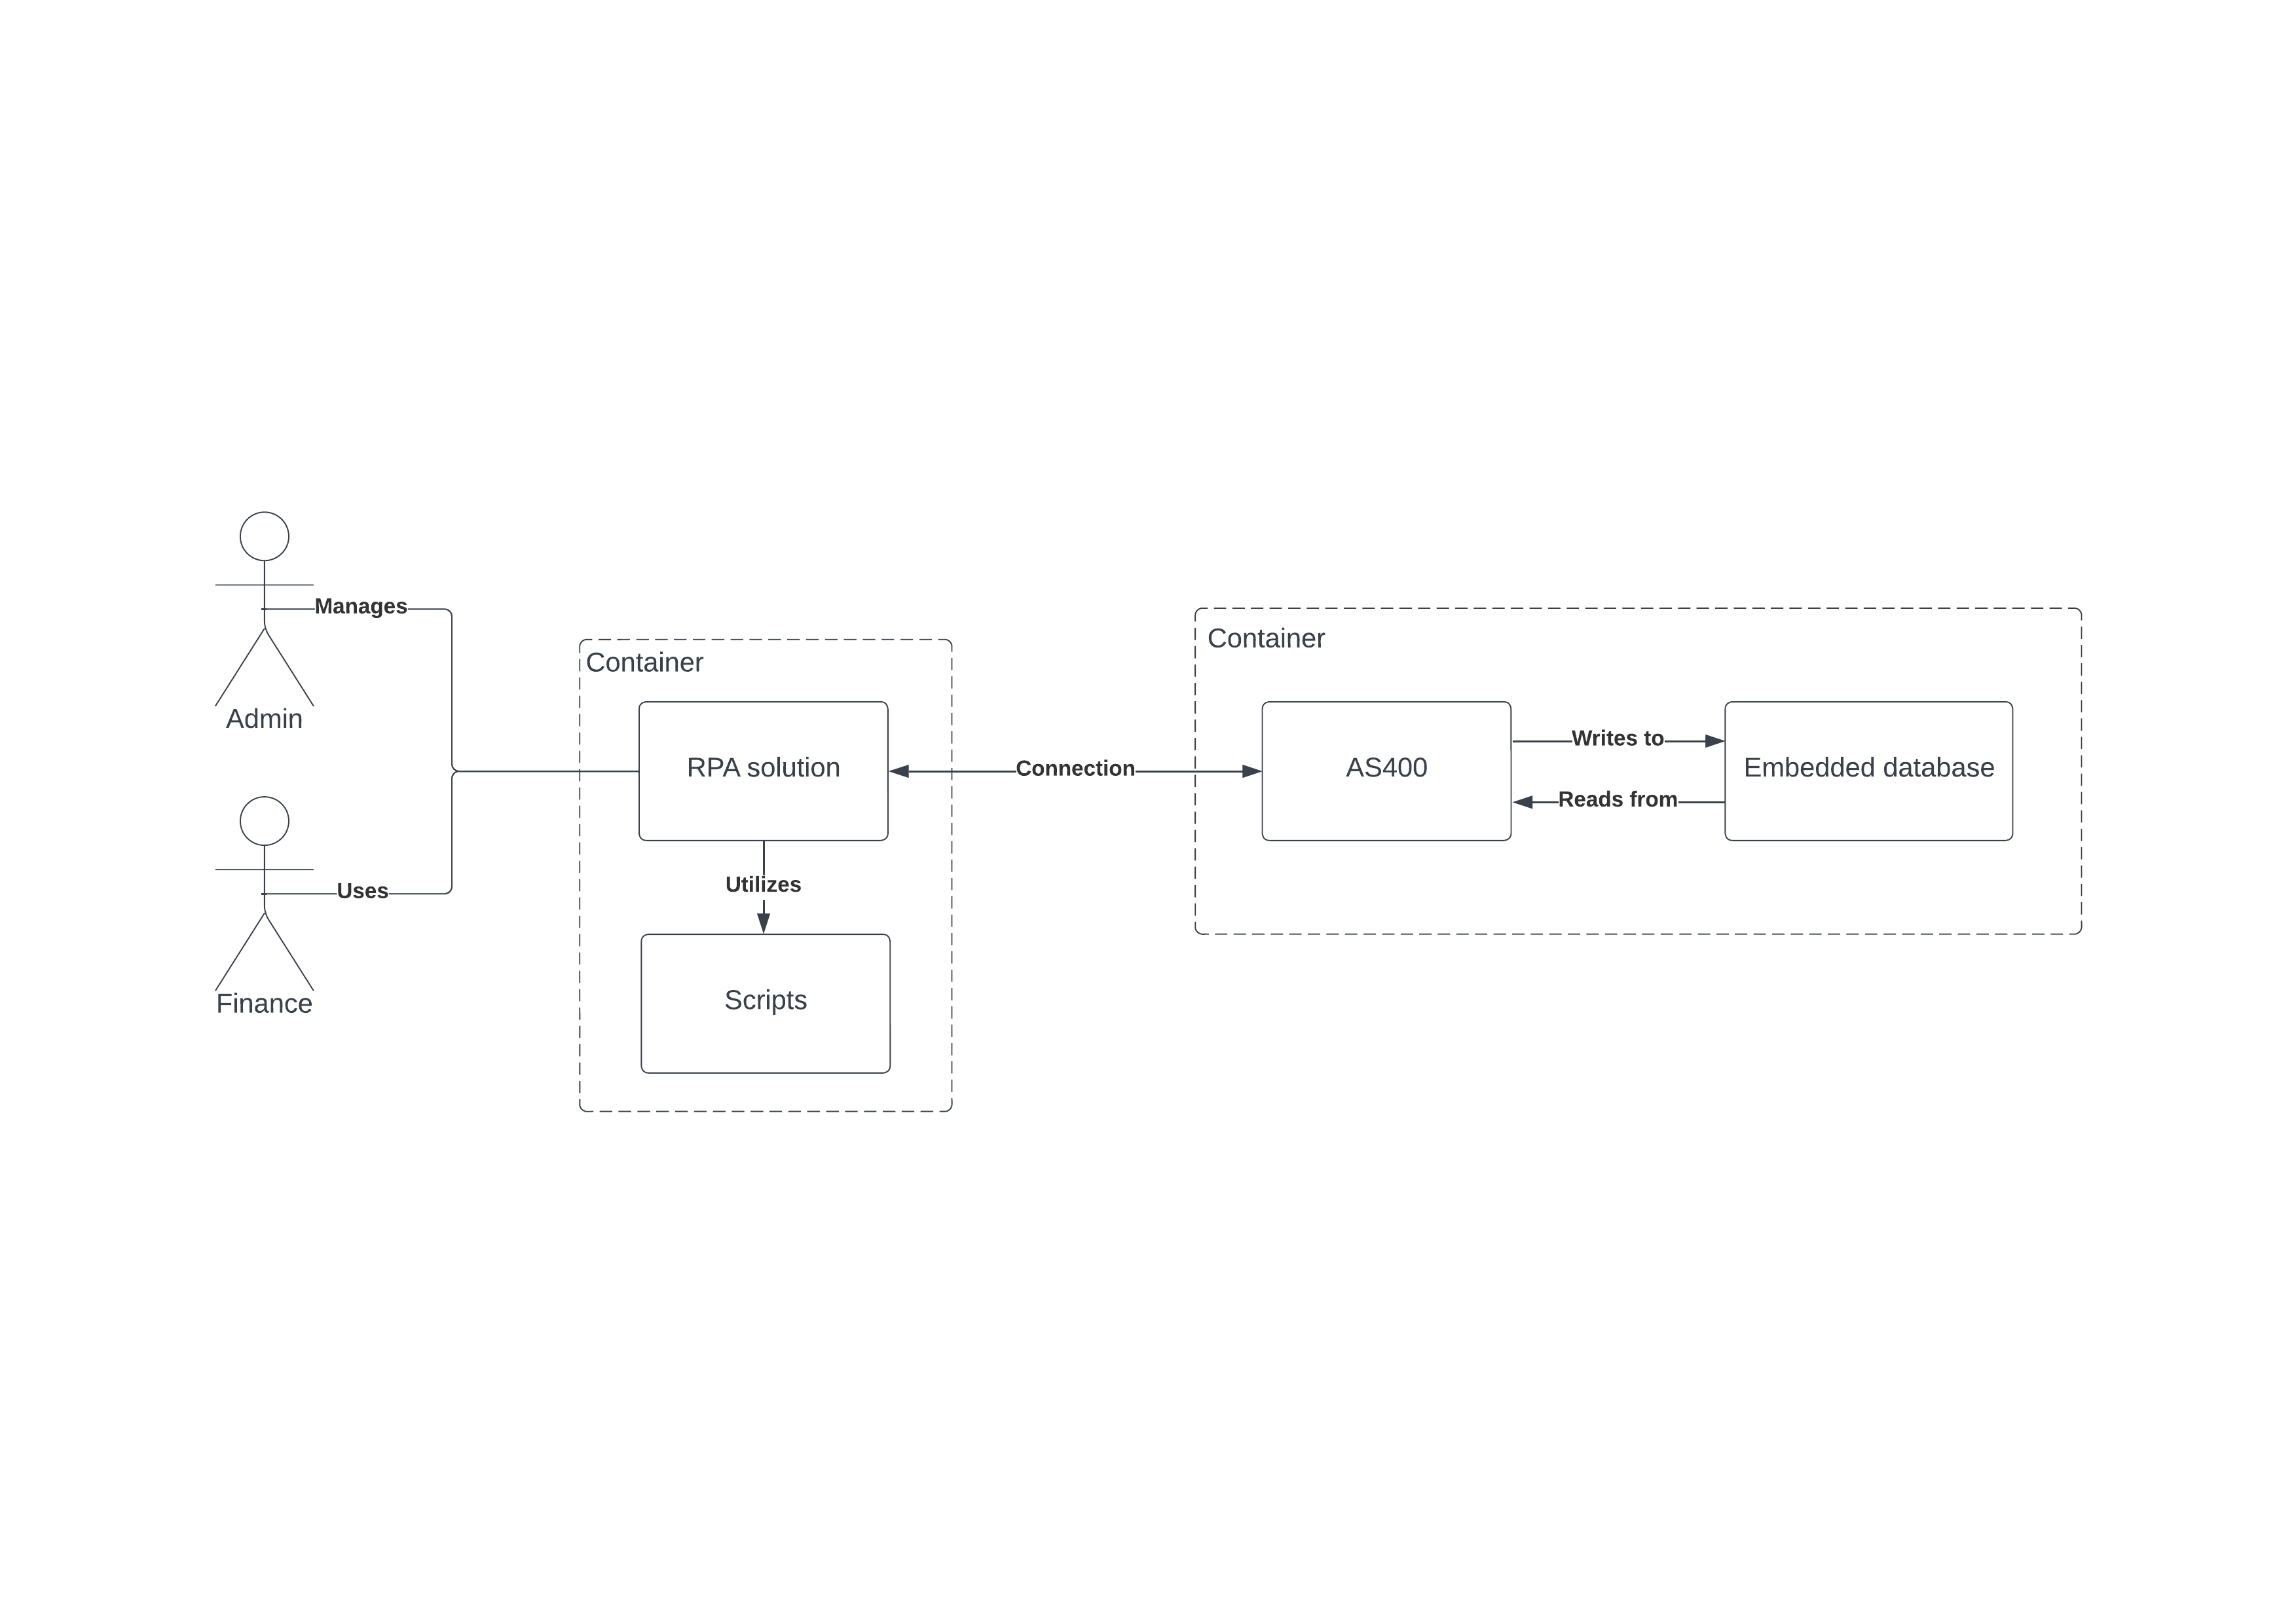 Manages
Admin
Uses
Finance
Container
RPA solution
Utilizes
Scripts
Connection
Container
AS400
Writes to
Reads from
Embedded database